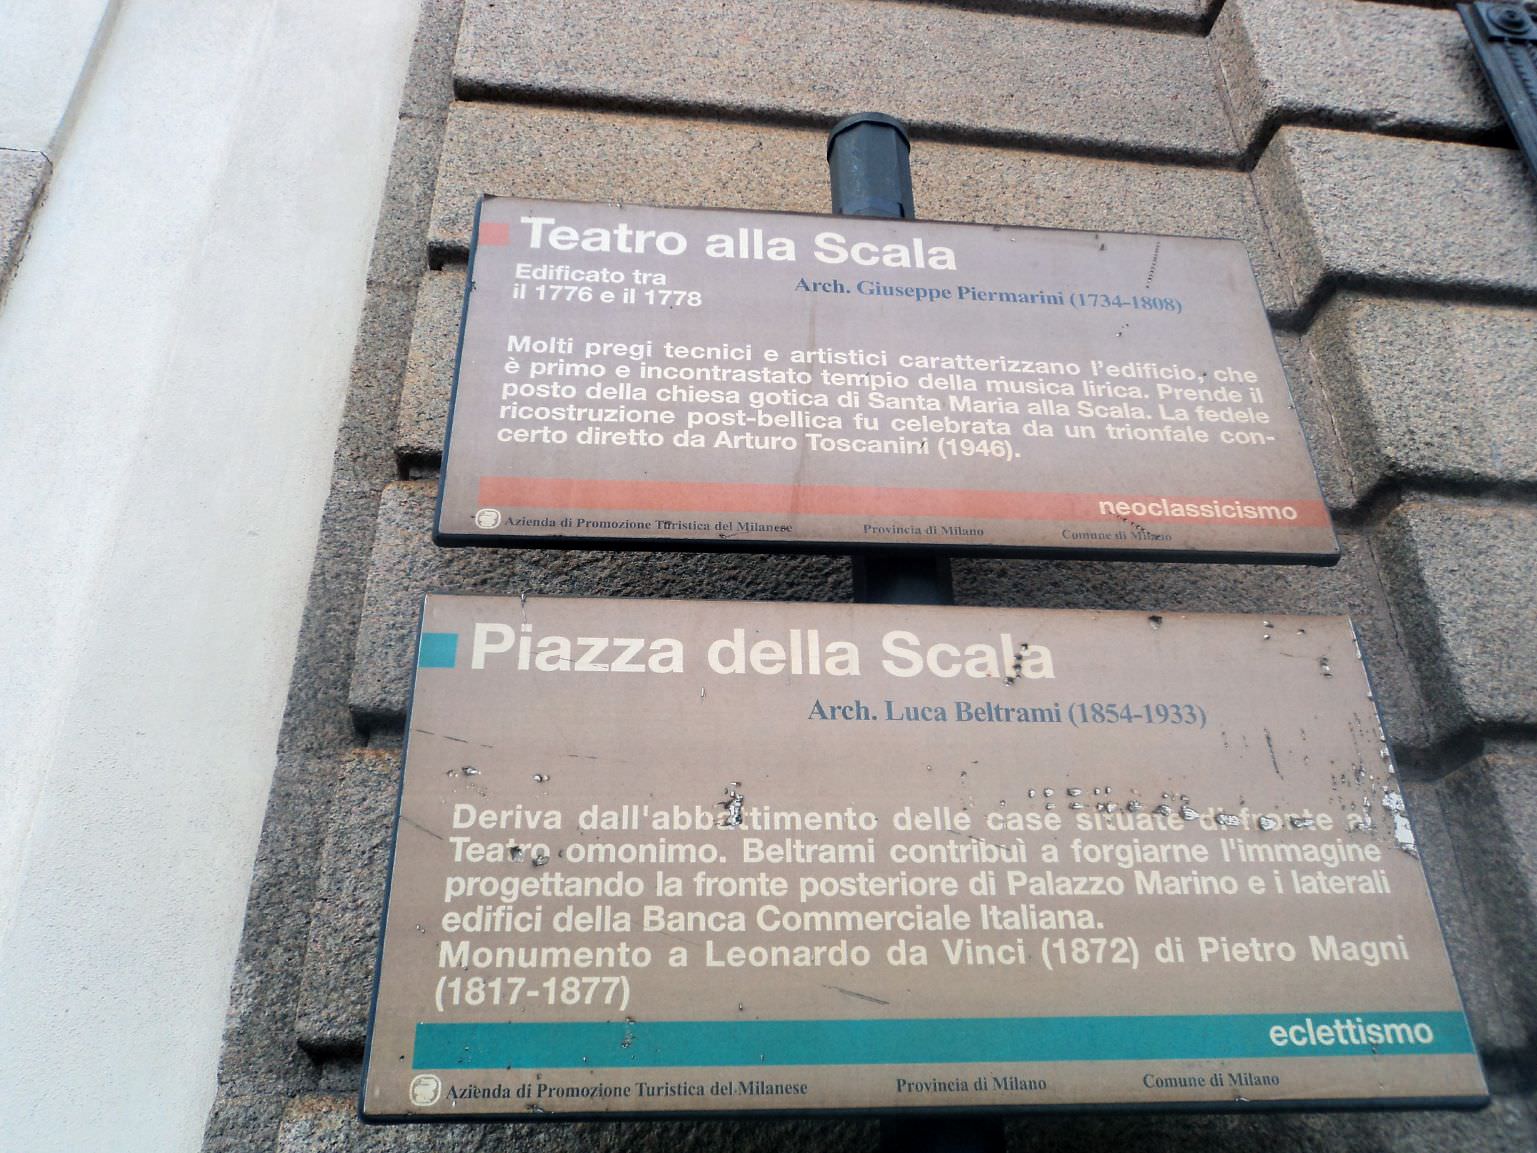 Teatro alla Scala
Edificato tra
il 1776 e il 1778
Arch. Giuseppe Piermarini (1734-1808)
Molti pregi tecnici e artistici caratterizzano l'edificio, che
è primo e incontrastato tempio della musica lirica. Prende il
posto della chiesa gotica di Santa Maria alla Scala. La fedele
ricostruzione post-bellica fu celebrata da un trionfale con-
certo diretto da Arturo Toscanini (1946).
neoclassicismo
Azienda di Promozione Turistica del Milanese Provincia di Milano Comune di Milano
Piazza della Scala
Arch. Luca Beltrami (1854-1933)
Deriva dall'abbattimento delle case situate di fronte al
Teatro omonimo. Beltrami contribuì a forgiarne l'immagine
progettando la fronte posteriore di Palazzo Marino e i laterali
edifici della Banca Commerciale Italiana.
Monumento a Leonardo da Vinci (1872) di Pietro Magni
(1817-1877)
eclettismo
Azienda di Promozione Turistica del Milanese Provincia di Milano Comune di Milano